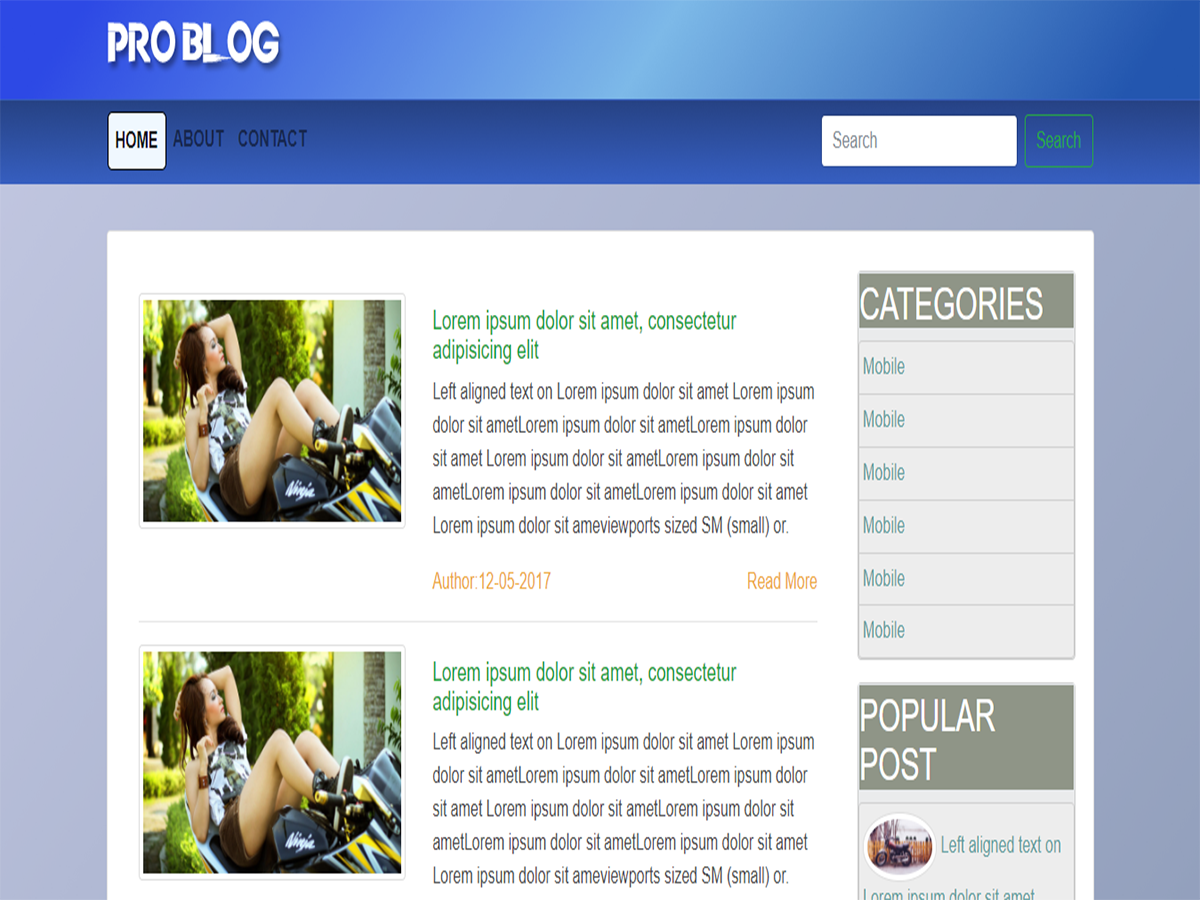 PRO BLOG
HOME ABOUT CONTACT
Search Search
Lorem ipsum dolor sit amet, consectetur
adipisicing elit
Left aligned text on Lorem ipsum dolor sit amet Lorem ipsum
dolor sit ametLorem ipsum dolor sit ametLorem ipsum dolor
sit amet Lorem ipsum dolor sit ametLorem ipsum dolor sit
ametLorem ipsum dolor sit ametLorem ipsum dolor sit amet
Lorem ipsum dolor sit ameviewports sized SM (small) or.
Author:12-05-2017 Read More
Ninja
Lorem ipsum dolor sit amet, consectetur
adipisicing elit
Left aligned text on Lorem ipsum dolor sit amet Lorem ipsum
dolor sit ametLorem ipsum dolor sit ametLorem ipsum dolor
sit amet Lorem ipsum dolor sit ametLorem ipsum dolor sit
ametLorem ipsum dolor sit ametLorem ipsum dolor sit amet
Lorem ipsum dolor sit ameviewports sized SM (small) or.
Ninja
CATEGORIES
Mobile
Mobile
Mobile
Mobile
Mobile
Mobile
POPULAR
POST
Left aligned text on
Lorem ipsum dolor sit amet